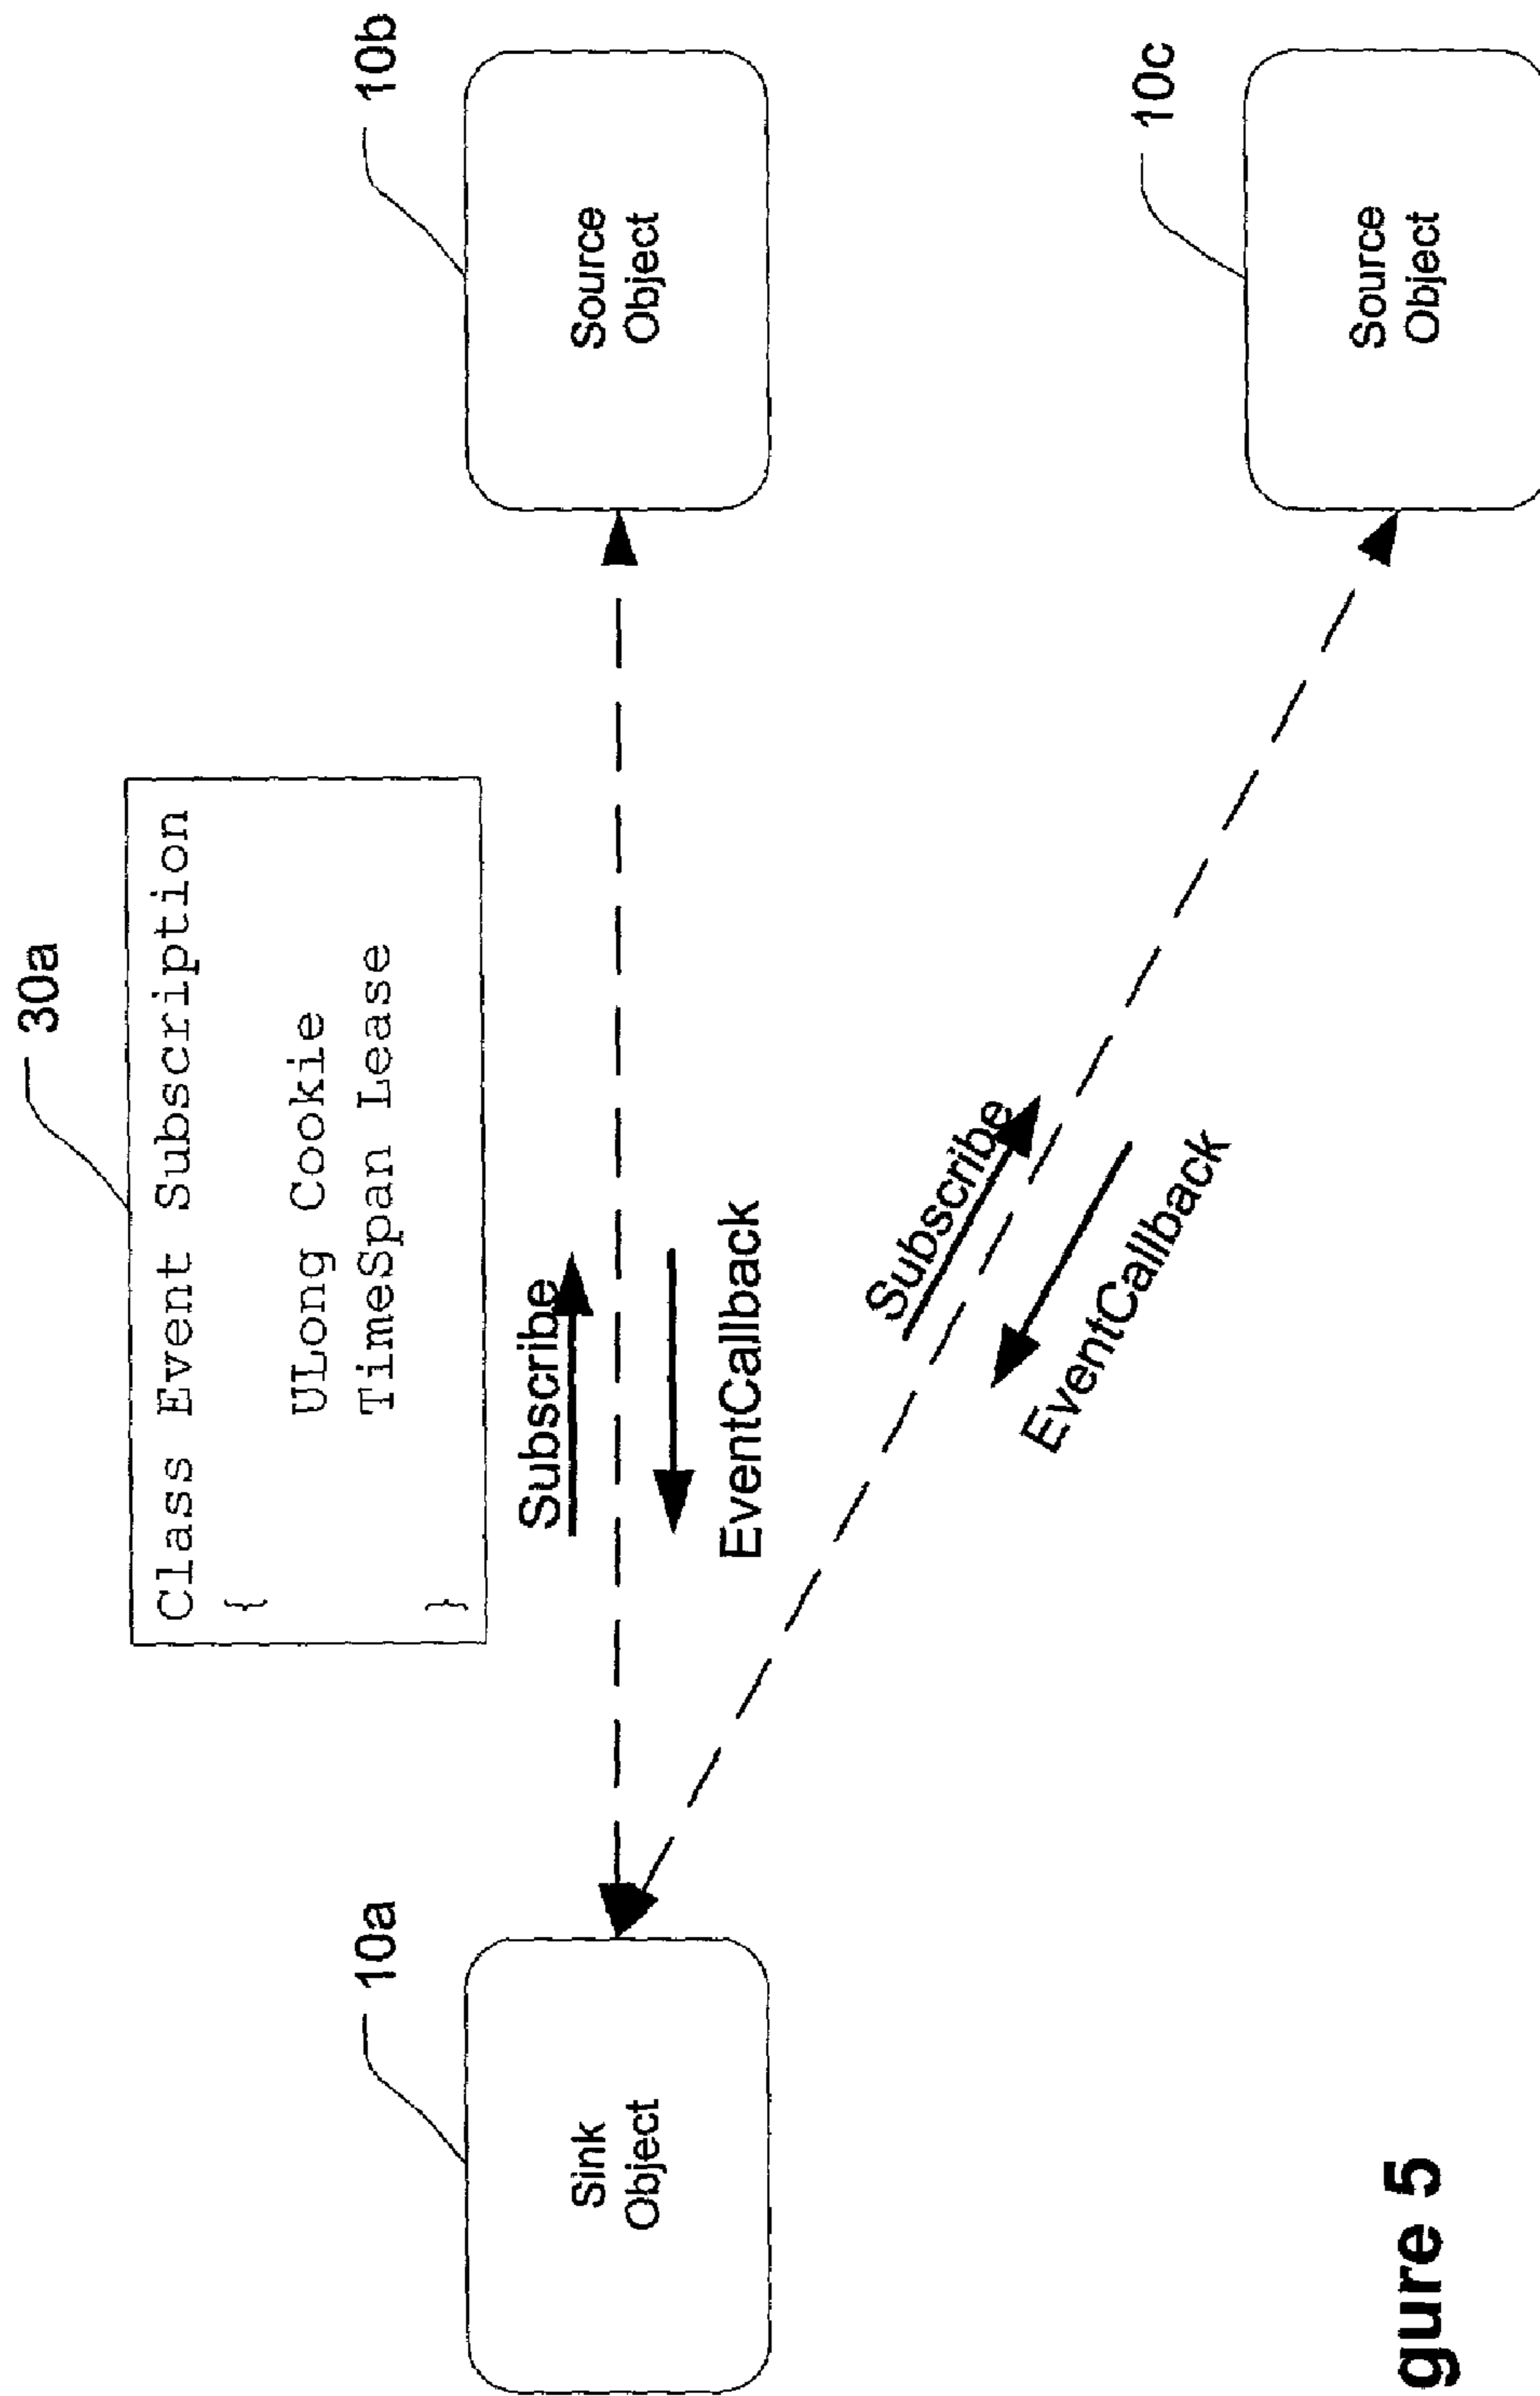 30a
Class Event Subscription
{
ULong Cookie
TimeSpan Lease
}
10a
10b
Sink
Object
Subscribe
EventCallback
Source
Object
10c
Subscribe
EventCallback
Source
Object
gure 5